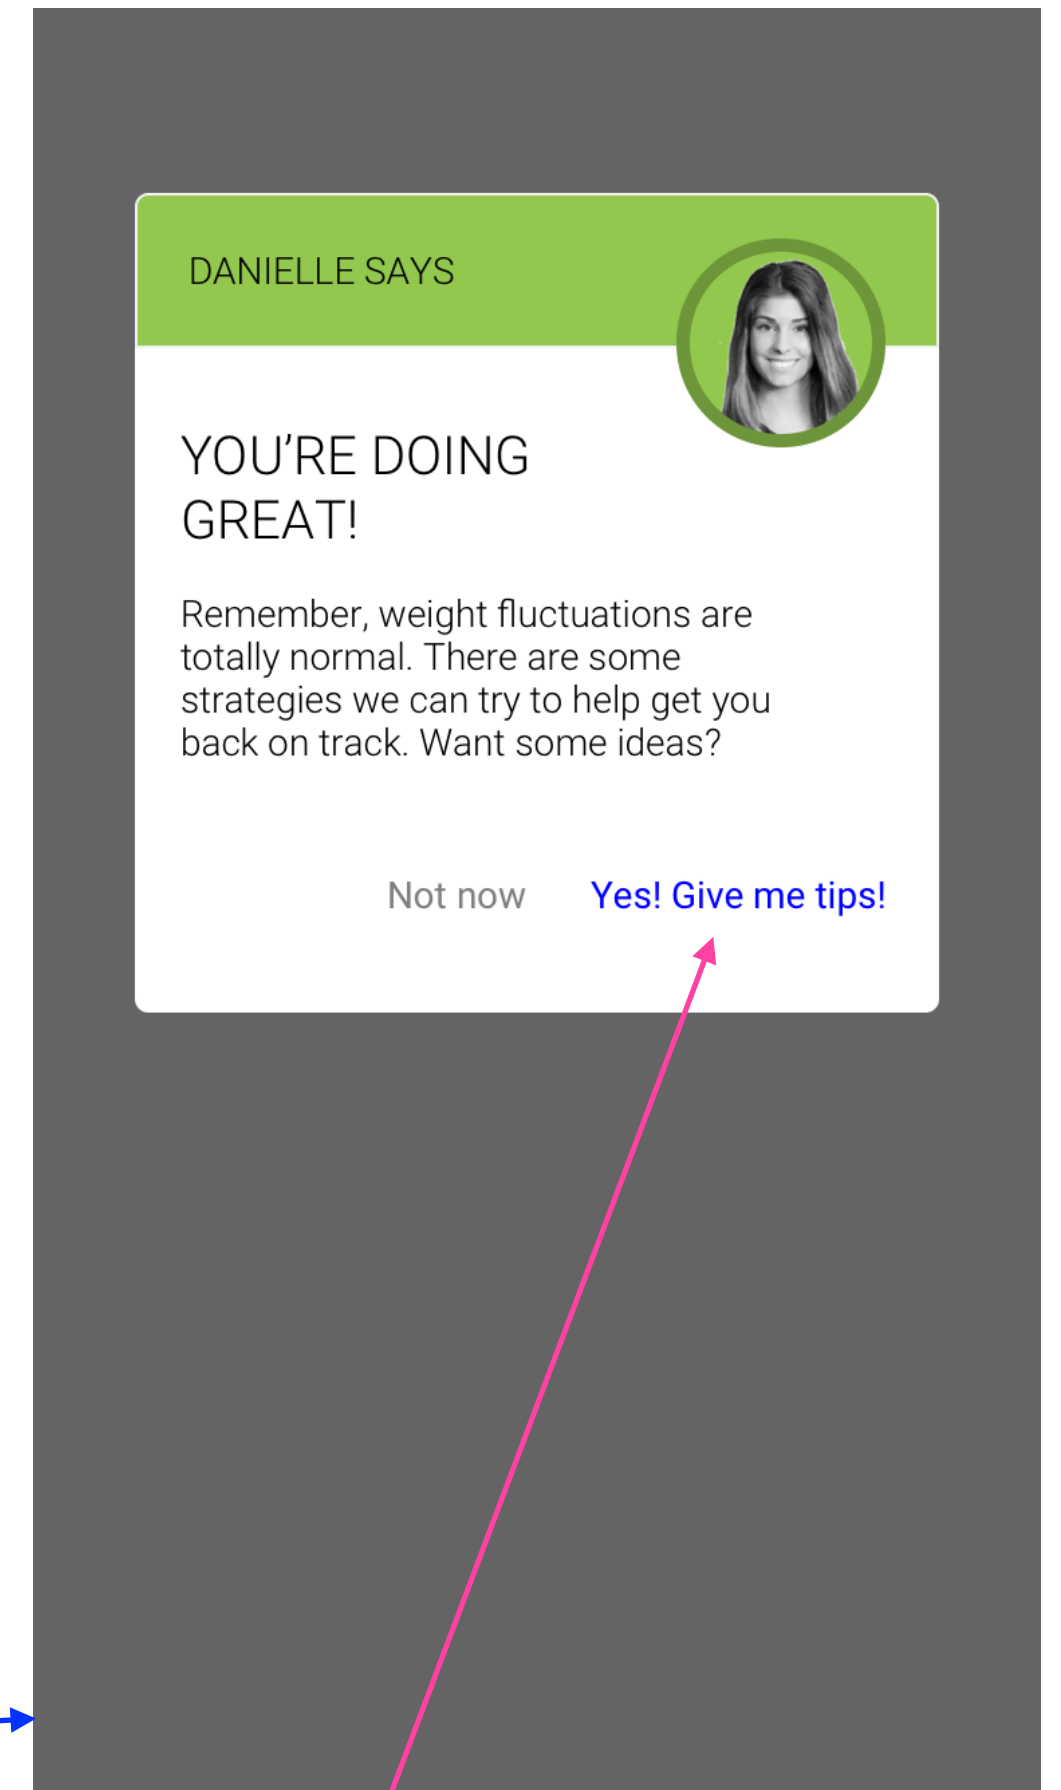 DANIELLE SAYS
YOU’RE DOING
GREAT!
Remember, weight fluctuations are
totally normal. There are some
strategies we can try to help get you
back on track. Want some ideas?
Not now
Yes! Give me tips!